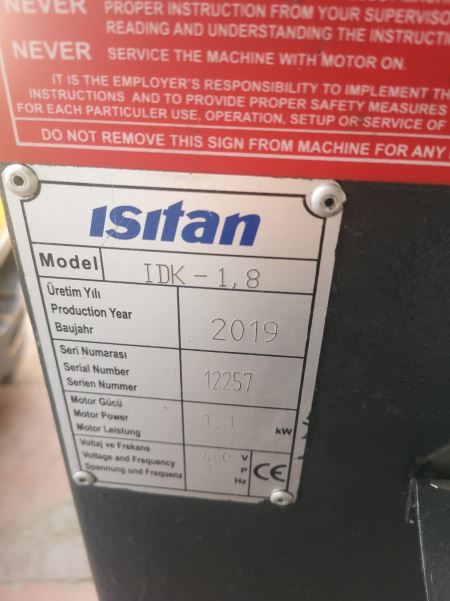 NEVER PROPER INSTRUCTION FROM YOUR SUPERVISO
READING AND UNDERSTANDING THE INSTRUCTI
NEVER SERVICE THE MACHINE WITH MOTOR ON.
IT IS THE EMPLOYER'S RESPONSIBILITY TO IMPLEMENT TH
INSTRUCTIONS AND TO PROVIDE PROPER SAFETY MEASURES
FOR EACH PARTICULER USE, OPERATION, SETUP OR SERVICE OF
DO NOT REMOVE THIS SIGN FROM MACHINE FOR ANY
ısıtan
Model IDK-1,8
Üretim Yılı
Production Year 2019
Baujahr
Seri Numarası
Serial Number 12257
Serien Nummer
Motor Gücü
Motor Power 1,1 kW
Motor Leistung
Voltaj ve Frekans 400 V
Voltage and Frequency 3 P CE
Spannung und Frequenz Hz